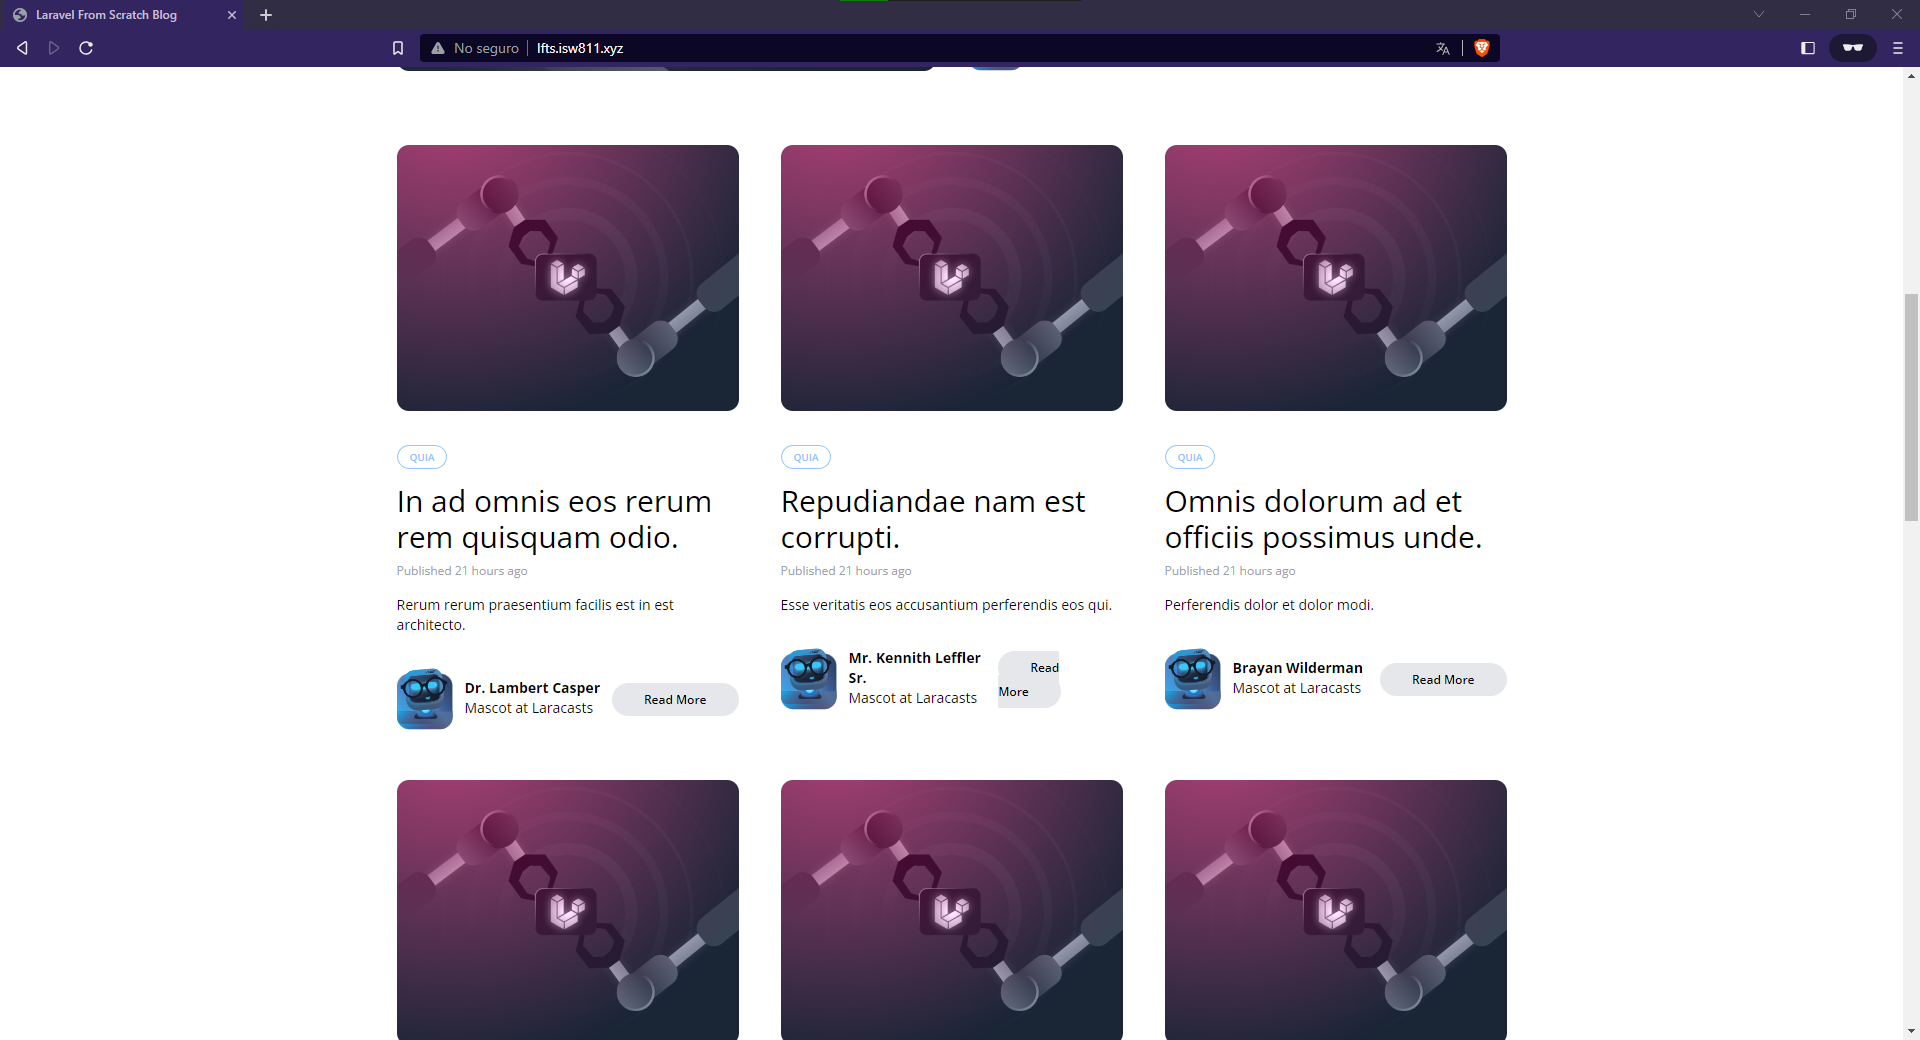 Laravel From Scratch Blog
No seguro
lfts.isw811.xyz
QUIA
In ad omnis eos rerum
rem quisquam odio.
Published 21 hours ago
Rerum rerum praesentium facilis est in est
architecto.
Dr. Lambert Casper
Mascot at Laracasts
Read More
QUIA
Repudiandae nam est
corrupti.
Published 21 hours ago
Esse veritatis eos accusantium perferendis eos qui.
Mr. Kennith Leffler
Sr.
Mascot at Laracasts
Read
More
QUIA
Omnis dolorum ad et
officiis possimus unde.
Published 21 hours ago
Perferendis dolor et dolor modi.
Brayan Wilderman
Mascot at Laracasts
Read More